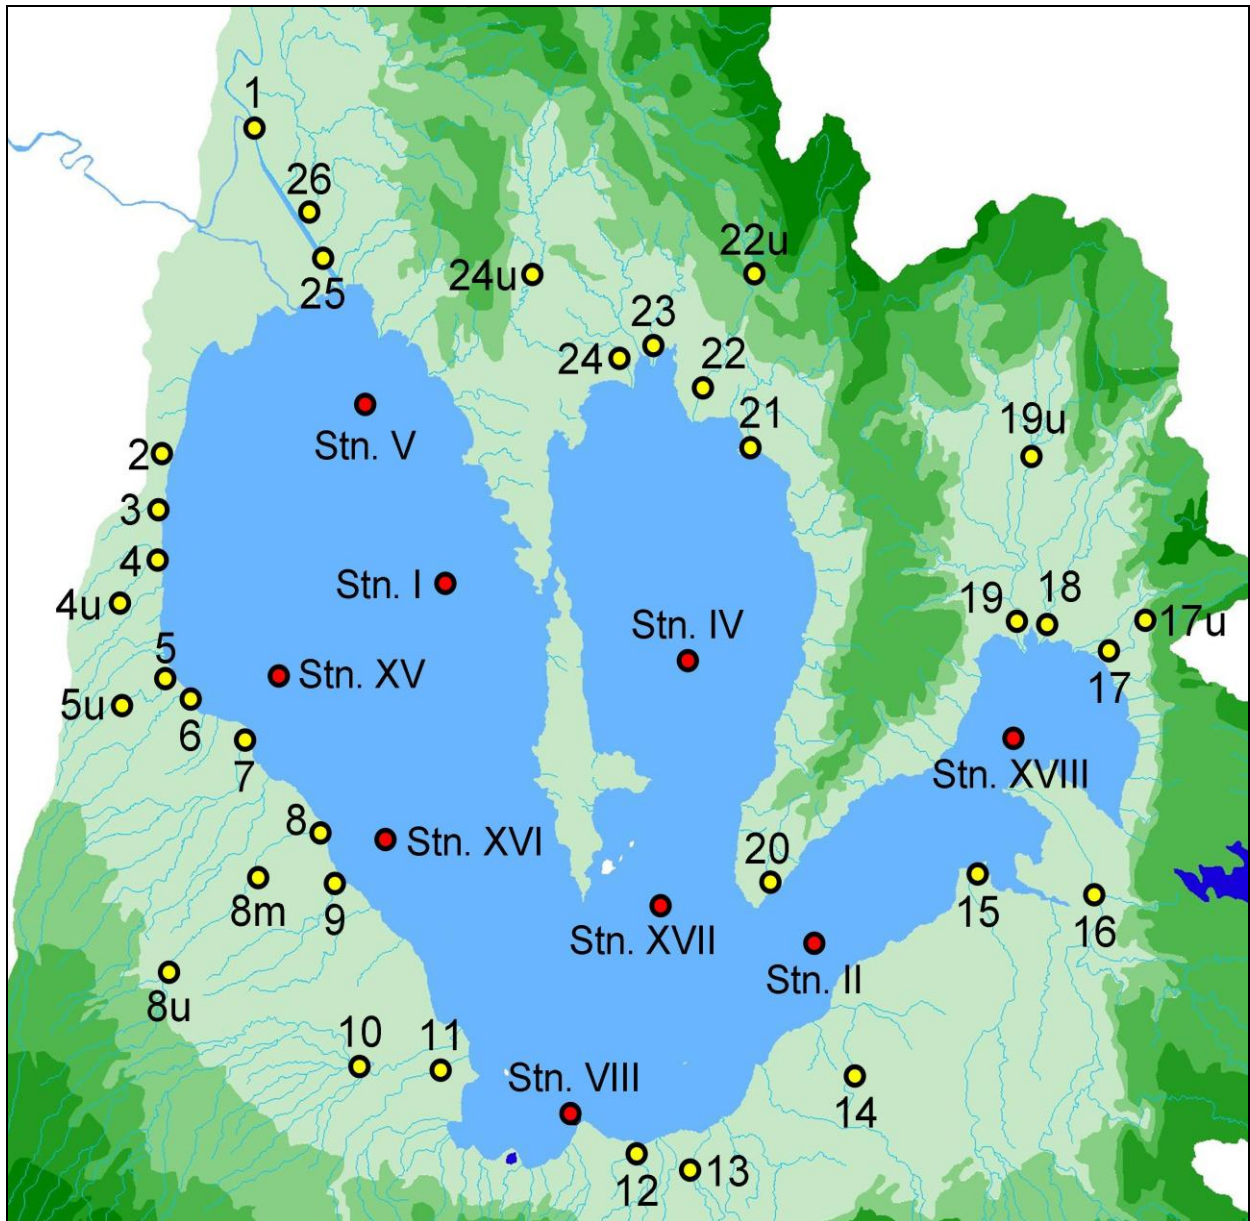 1
26
25
24u
22u
23
24
22
21
Stn. V
2
19u
3
4
Stn. I
4u
19
18
17u
Stn. IV
5
Stn. XV
17
5u
6
7
Stn. XVIII
8
Stn. XVI
20
15
8m
9
16
Stn. XVII
Stn. II
8u
10
11
Stn. VIII
14
12
13